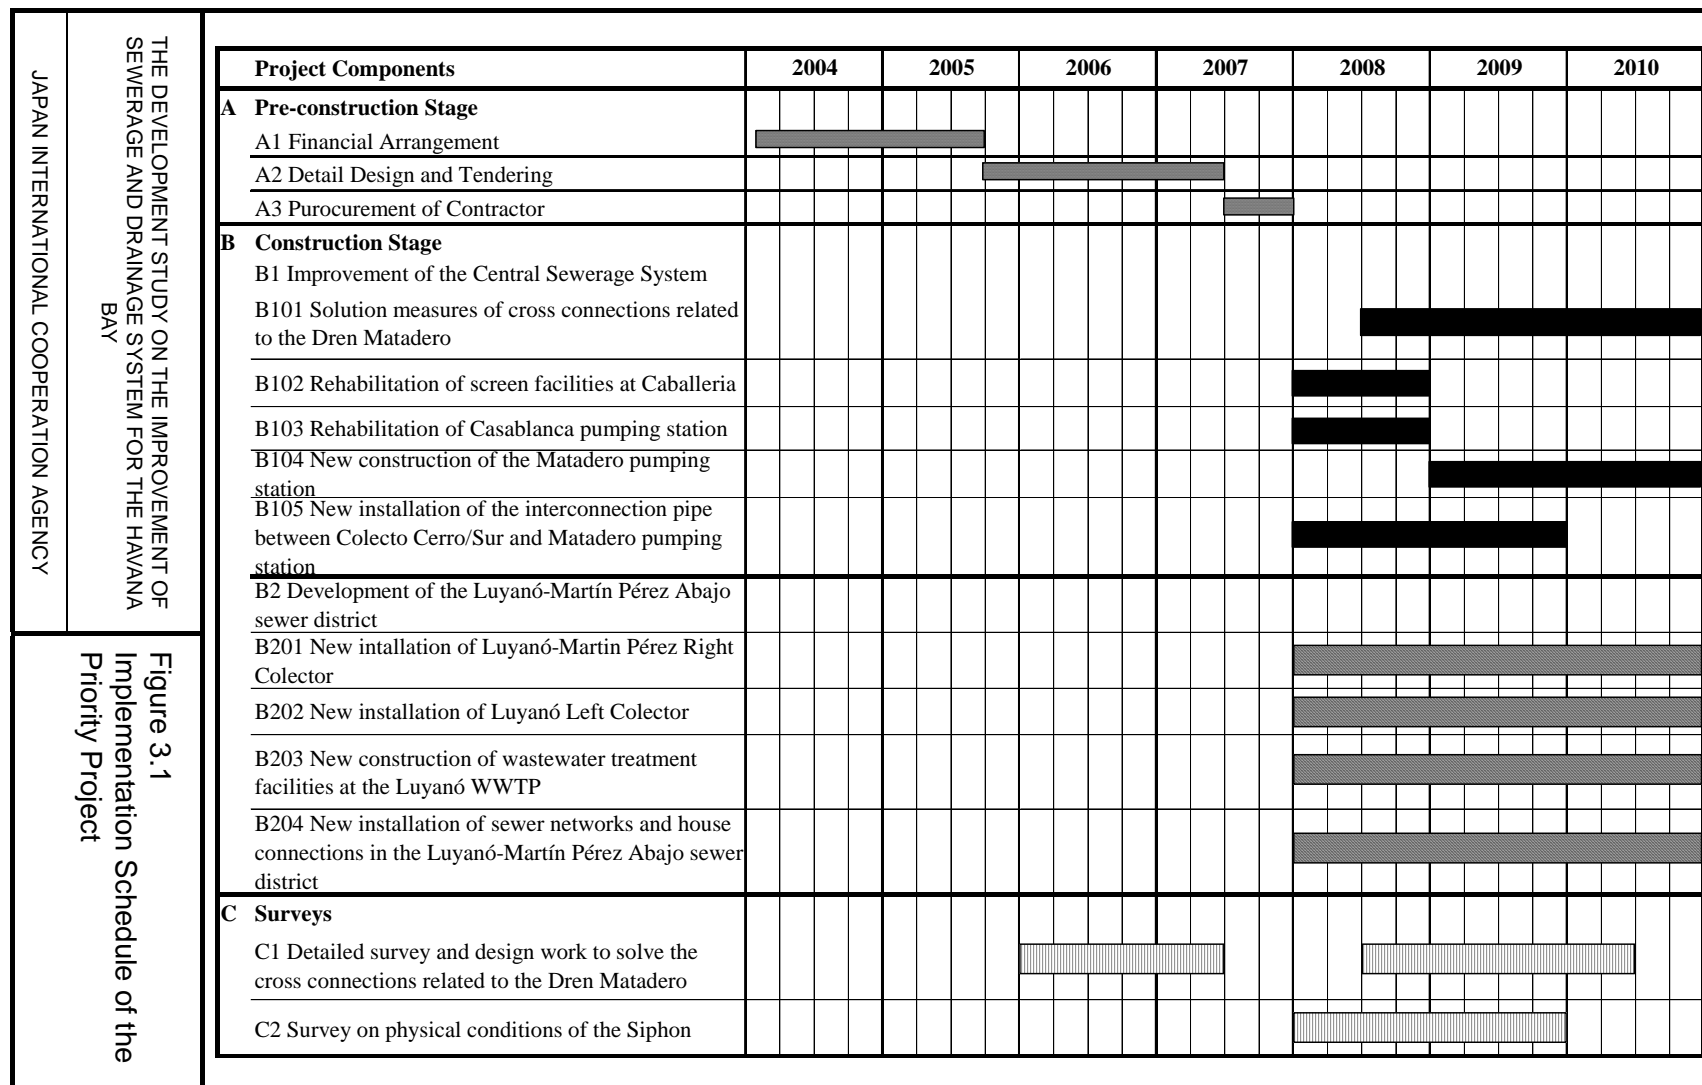 Project Components 2004 2005 2006 2007 2008 2009 2010
A Pre-construction Stage
A1 Financial Arrangement
A2 Detail Design and Tendering
A3 Purocurement of Contractor
B Construction Stage
B1 Improvement of the Central Sewerage System
B101 Solution measures of cross connections related
to the Dren Matadero
B102 Rehabilitation of screen facilities at Caballeria
B103 Rehabilitation of Casablanca pumping station
B104 New construction of the Matadero pumping
station
B105 New installation of the interconnection pipe
between Colecto Cerro/Sur and Matadero pumping
station
B2 Development of the Luyanó-Martín Pérez Abajo
sewer district
B201 New intallation of Luyanó-Martin Pérez Right
Colector
B202 New installation of Luyanó Left Colector
B203 New construction of wastewater treatment
facilities at the Luyanó WWTP
B204 New installation of sewer networks and house
connections in the Luyanó-Martín Pérez Abajo sewer
district
C Surveys
C1 Detailed survey and design work to solve the
cross connections related to the Dren Matadero
C2 Survey on physical conditions of the Siphon
THE DEVELOPMENT STUDY ON THE IMPROVEMENT OF
SEWERAGE AND DRAINAGE SYSTEM FOR THE HAVANA
BAY
JAPAN INTERNATIONAL COOPERATION AGENCY
Figure 3.1
Implementation Schedule of the
Priority Project